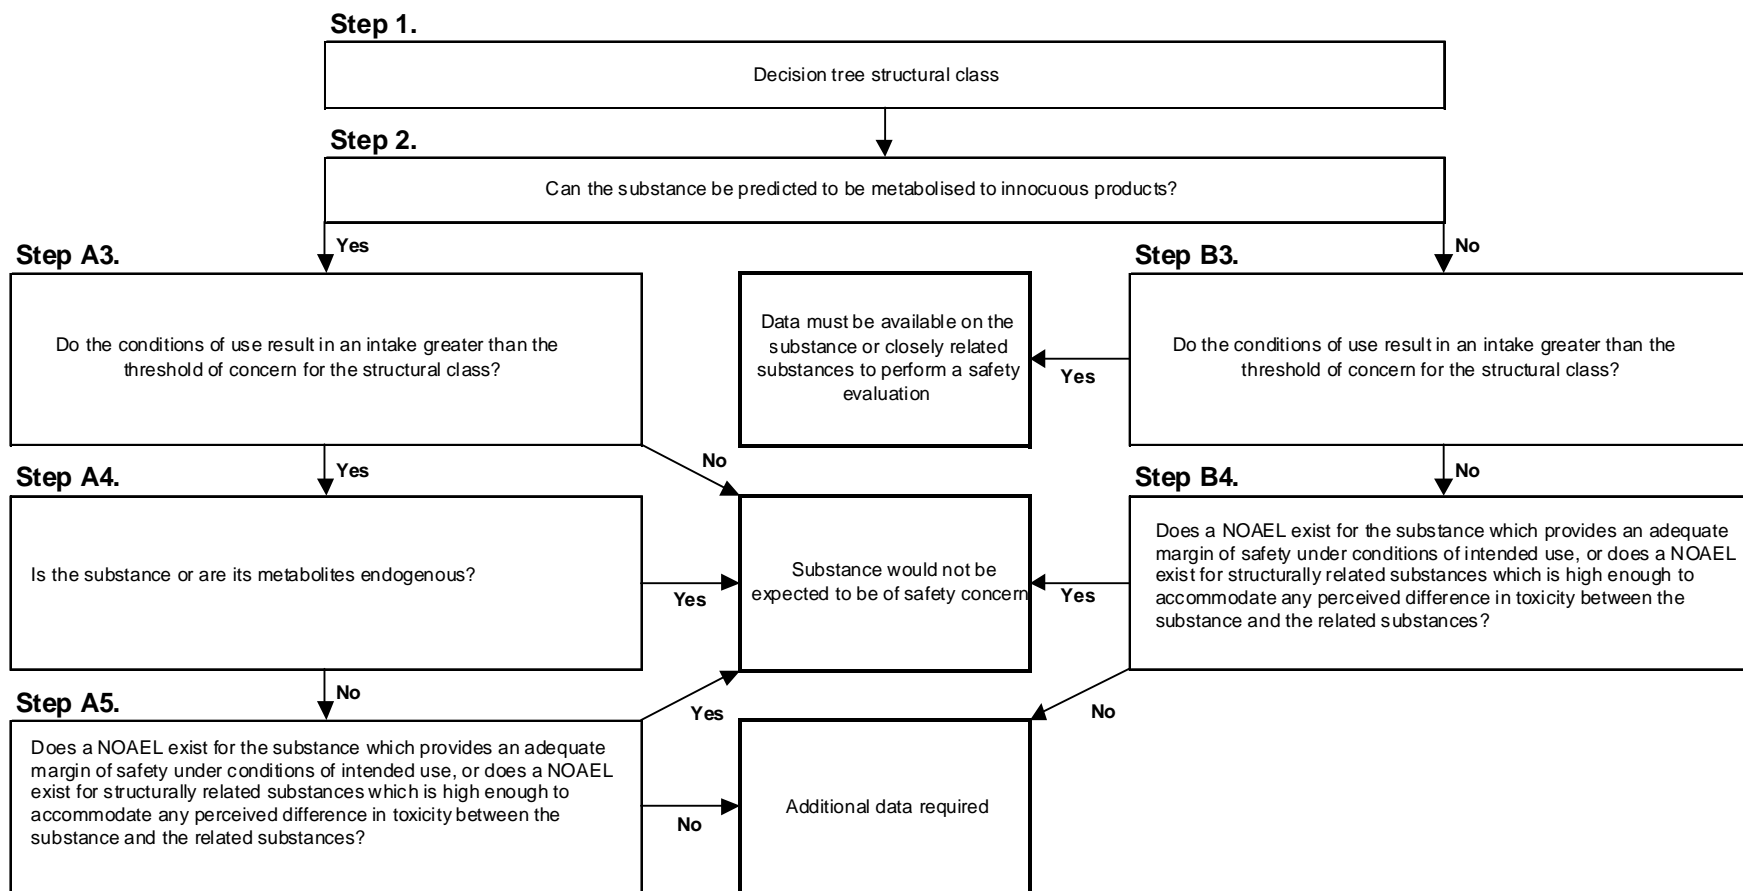 Step 1.
Decision tree structural class
Step 2.
Can the substance be predicted to be metabolised to innocuous products?
Yes
No
Step A3.
Do the conditions of use result in an intake greater than the
threshold of concern for the structural class?
Data must be available on the
substance or closely related
substances to perform a safety
evaluation
Step B3.
Do the conditions of use result in an intake greater than the
threshold of concern for the structural class?
Yes
Yes
No
No
Step A4.
Is the substance or are its metabolites endogenous?
Yes
Substance would not be
expected to be of safety concern
Step B4.
Does a NOAEL exist for the substance which provides an adequate
margin of safety under conditions of intended use, or does a NOAEL
exist for structurally related substances which is high enough to
accommodate any perceived difference in toxicity between the
substance and the related substances?
Yes
No
Yes
No
Step A5.
Does a NOAEL exist for the substance which provides an adequate
margin of safety under conditions of intended use, or does a NOAEL
exist for structurally related substances which is high enough to
accommodate any perceived difference in toxicity between the
substance and the related substances?
No
Additional data required